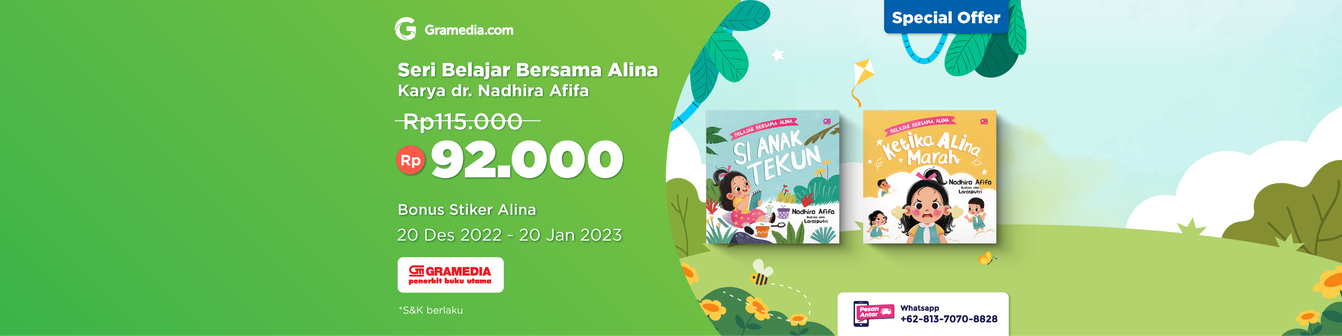 Gramedia.com
Seri Belajar Bersama Alina
Karya dr. Nadhira Afifa
Rp115.000
Rp 92.000
Bonus Stiker Alina
20 Des 2022 - 20 Jan 2023
GRAMEDIA
penerbit buku utama
*S&K berlaku
Special Offer
BELAJAR BERSAMA ALINA
SI ANAK
TEKUN
Nadhira Afifa
Larasputri
BELAJAR BERSAMA ALINA
Ketika Alina
Marah
Nadhira Afifa
Larasputri
Pesan
Antar
Whatsapp
+62-813-7070-8828